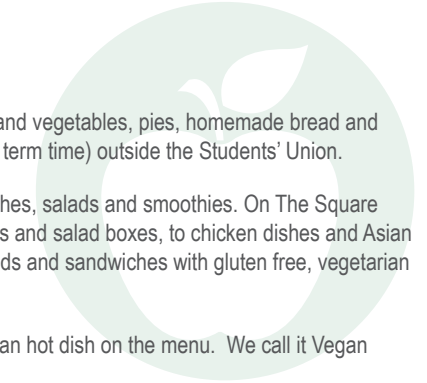 and vegetables, pies, homemade bread and
term time) outside the Students’ Union.
hes, salads and smoothies. On The Square
s and salad boxes, to chicken dishes and Asian
ds and sandwiches with gluten free, vegetarian
an hot dish on the menu.  We call it Vegan